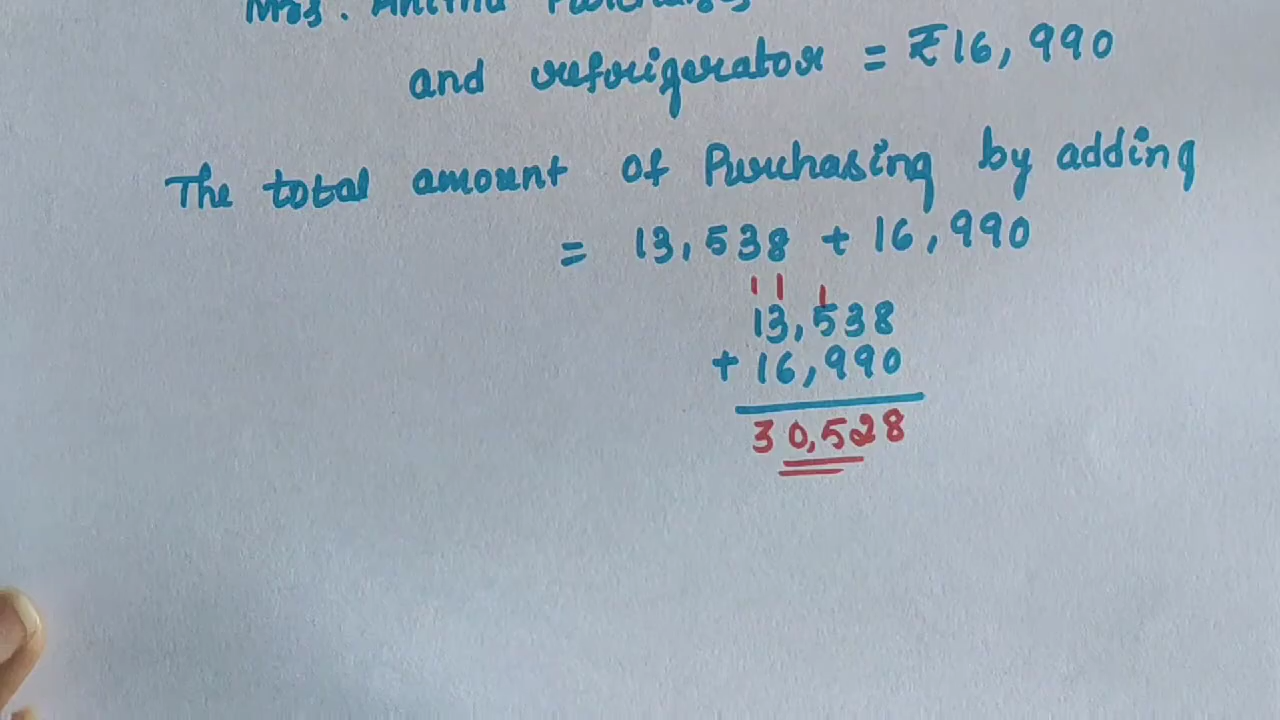 and refrigerator = ₹16,990
The total amount of Purchasing by adding
= 13,538 + 16,990
1 1 1
13,538
+ 16,990
30,528